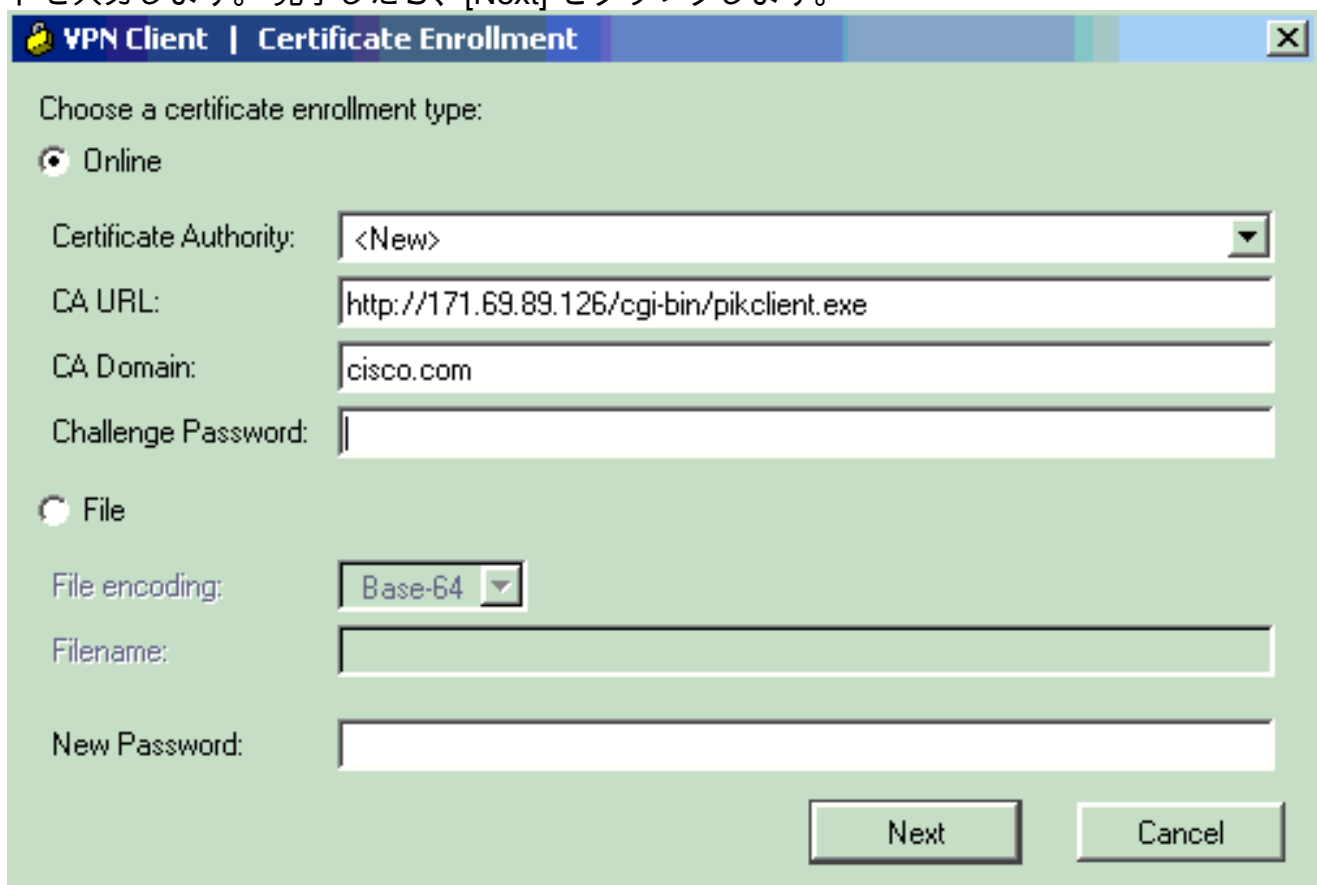 VPN Client | Certificate Enrollment
Choose a certificate enrollment type:
Online
Certificate Authority: <New>
CA URL: http://171.69.89.126/cgi-bin/pikclient.exe
CA Domain: cisco.com
Challenge Password:
File
File encoding: Base-64
Filename:
New Password:
Next Cancel